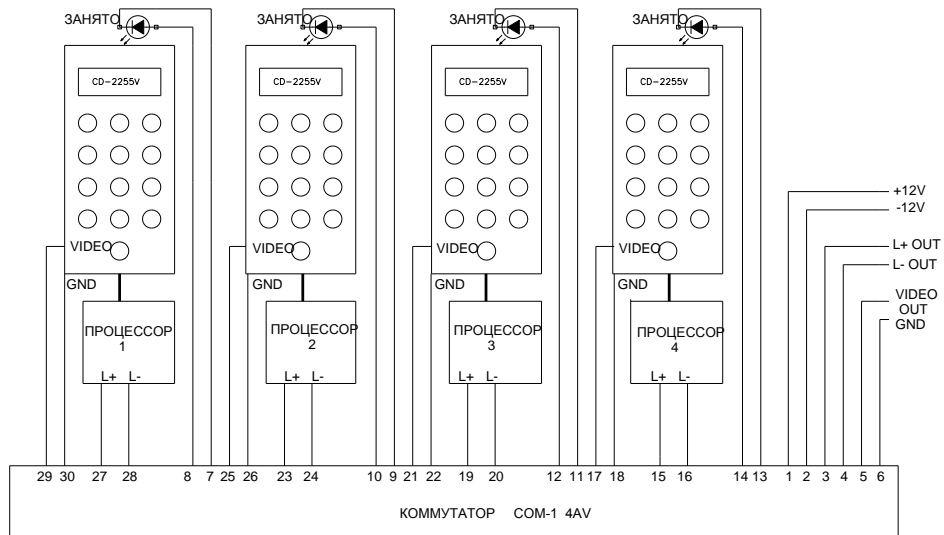 ЗАНЯТО ЗАНЯТО ЗАНЯТО ЗАНЯТО
CD-2255V CD-2255V CD-2255V CD-2255V
+12V
-12V
VIDEO VIDEO VIDEO VIDEO L+ OUT
L- OUT
GND GND GND GND
VIDEO
OUT
GND
ПРОЦЕССОР ПРОЦЕССОР ПРОЦЕССОР ПРОЦЕССОР
1 2 3 4
L+ L- L+ L- L+ L- L+ L-
29 30 27 28 8 7 25 26 23 24 10 9 21 22 19 20 12 11 17 18 15 16 14 13 1 2 3 4 5 6
КОММУТАТОР COM-1 4AV